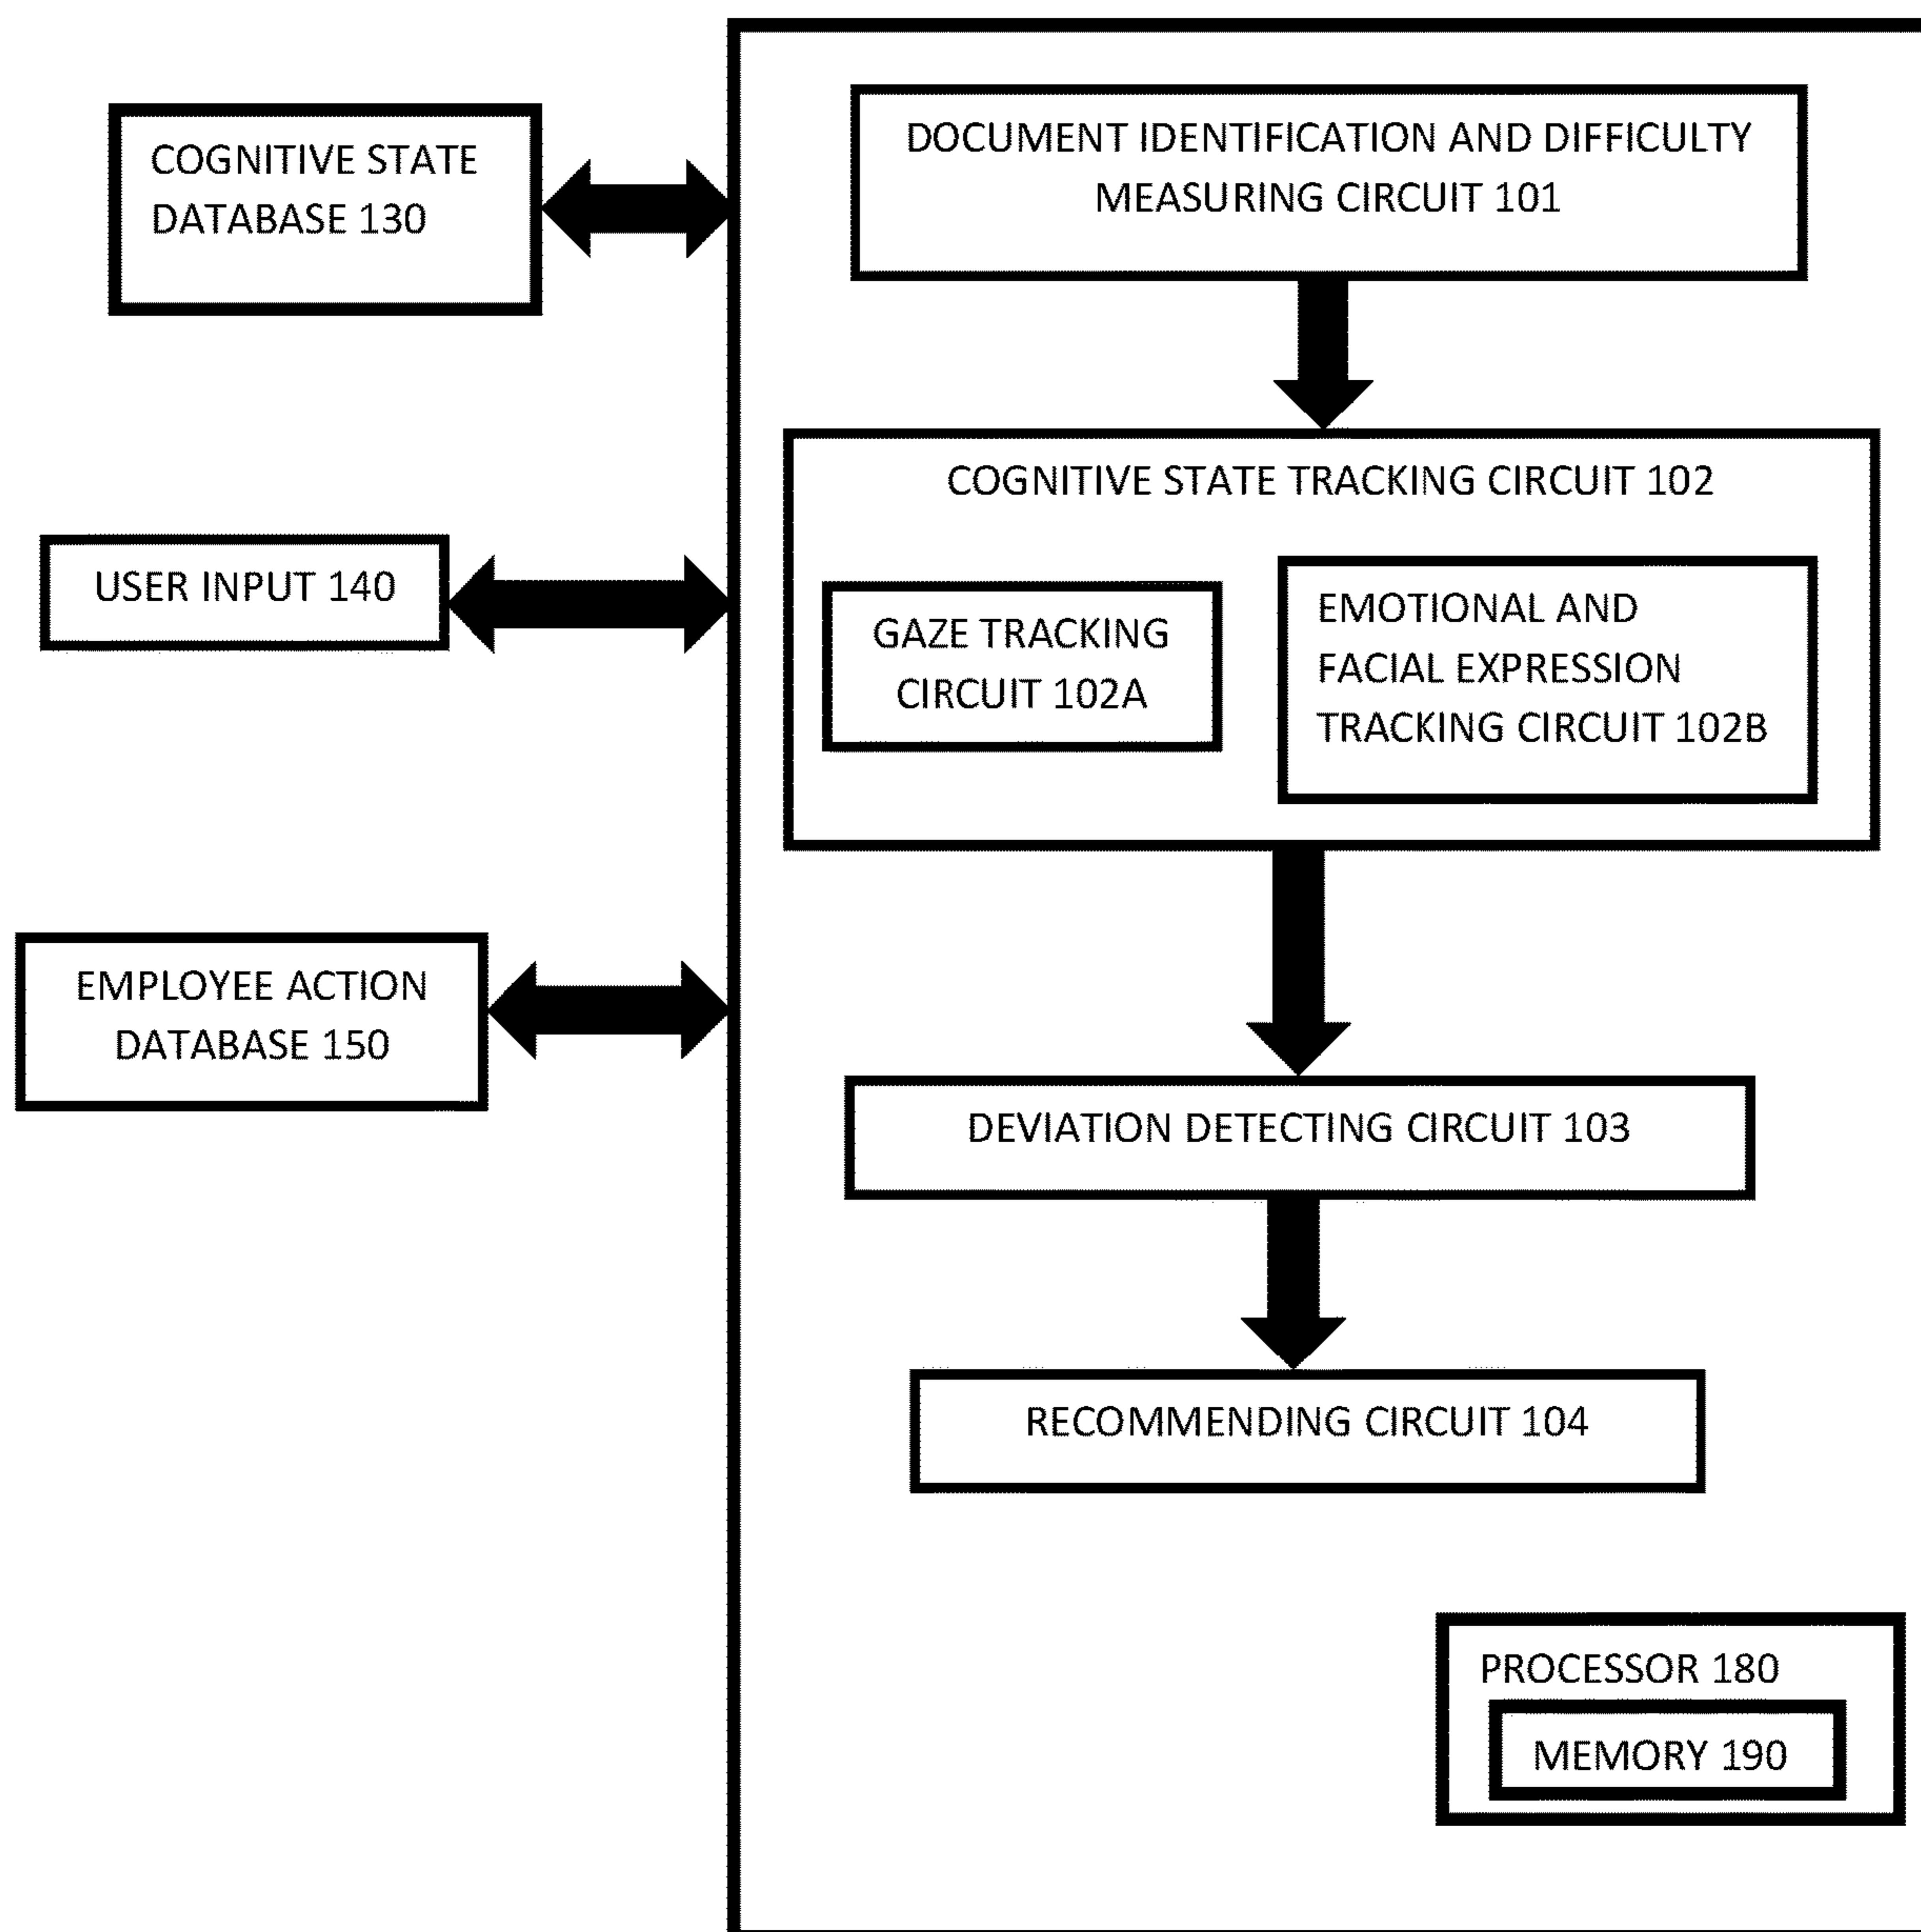 COGNITIVE STATE
DATABASE 130
USER INPUT 140
EMPLOYEE ACTION
DATABASE 150
DOCUMENT IDENTIFICATION AND DIFFICULTY
MEASURING CIRCUIT 101
COGNITIVE STATE TRACKING CIRCUIT 102
GAZE TRACKING
CIRCUIT 102A
EMOTIONAL AND
FACIAL EXPRESSION
TRACKING CIRCUIT 102B
DEVIATION DETECTING CIRCUIT 103
RECOMMENDING CIRCUIT 104
PROCESSOR 180
MEMORY 190